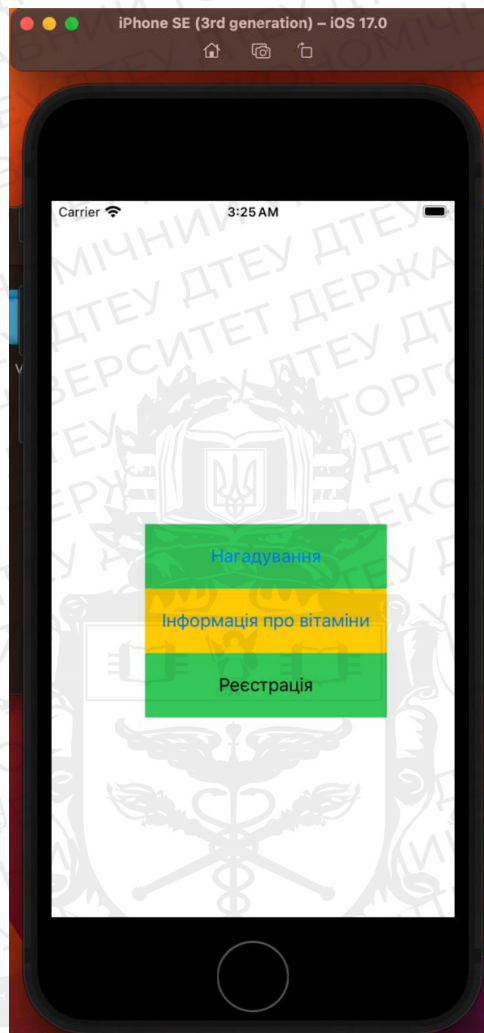 iPhone SE (3rd generation) – iOS 17.0
Carrier
3:25 AM
Нагадування
Інформація про вітаміни
Реєстрація